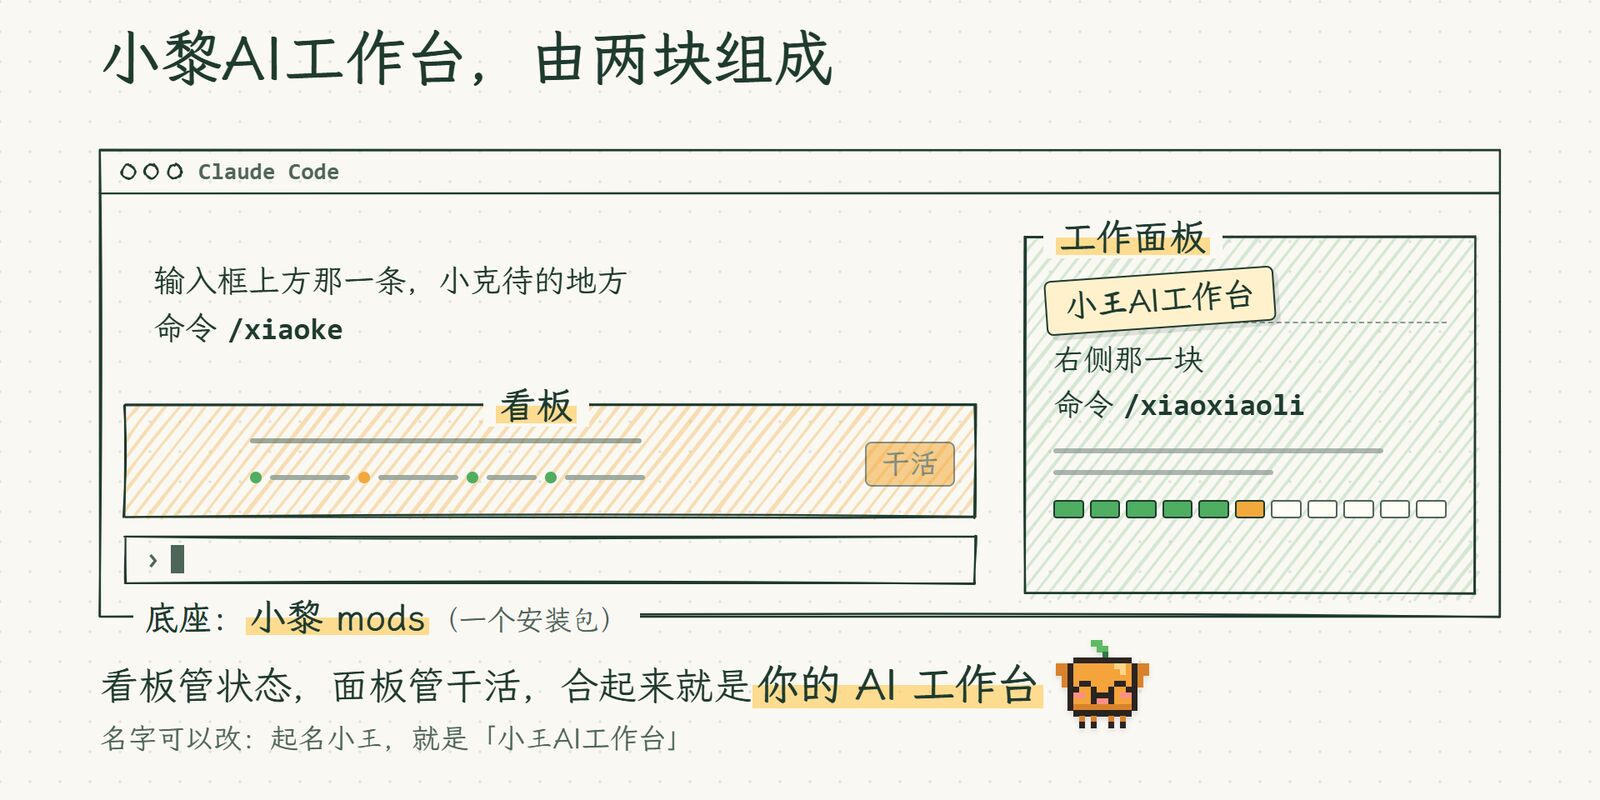 小黎AI工作台，由两块组成
Claude Code
输入框上方那一条，小克待的地方
命令 /xiaoke
看板
干活
›
工作面板
小王AI工作台
右侧那一块
命令 /xiaoxiaoli
底座：小黎 mods（一个安装包）
看板管状态，面板管干活，合起来就是你的 AI 工作台
名字可以改：起名小王，就是「小王AI工作台」